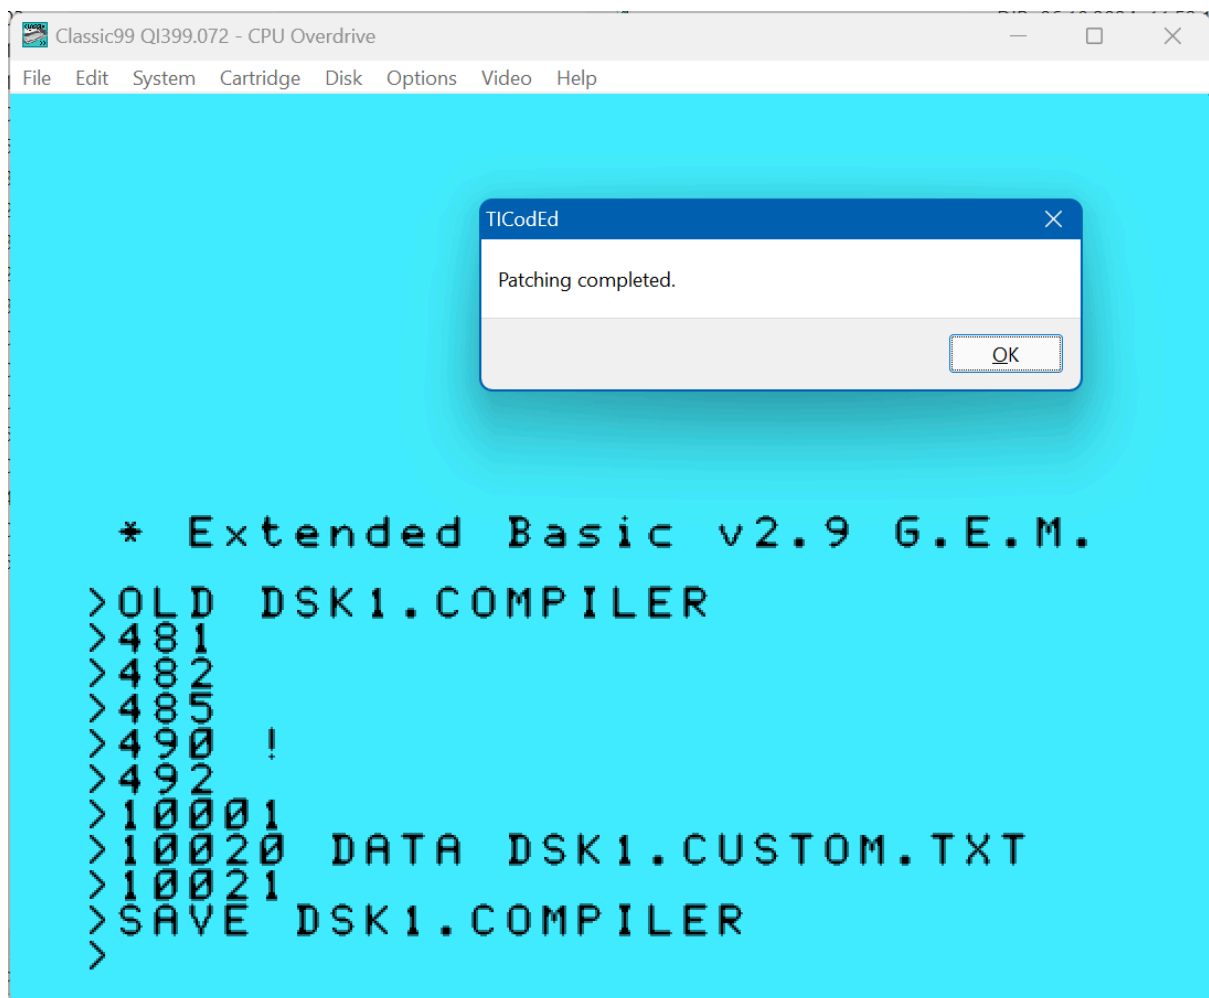 Classic99 QI399.072 - CPU Overdrive
File Edit System Cartridge Disk Options Video Help
TICodEd
Patching completed.
OK
* Extended Basic v2.9 G.E.M.
>OLD DSK1.COMPILER
>481
>482
>485
>490 !
>492
>10001
>10020 DATA DSK1.CUSTOM.TXT
>10021
>SAVE DSK1.COMPILER
>